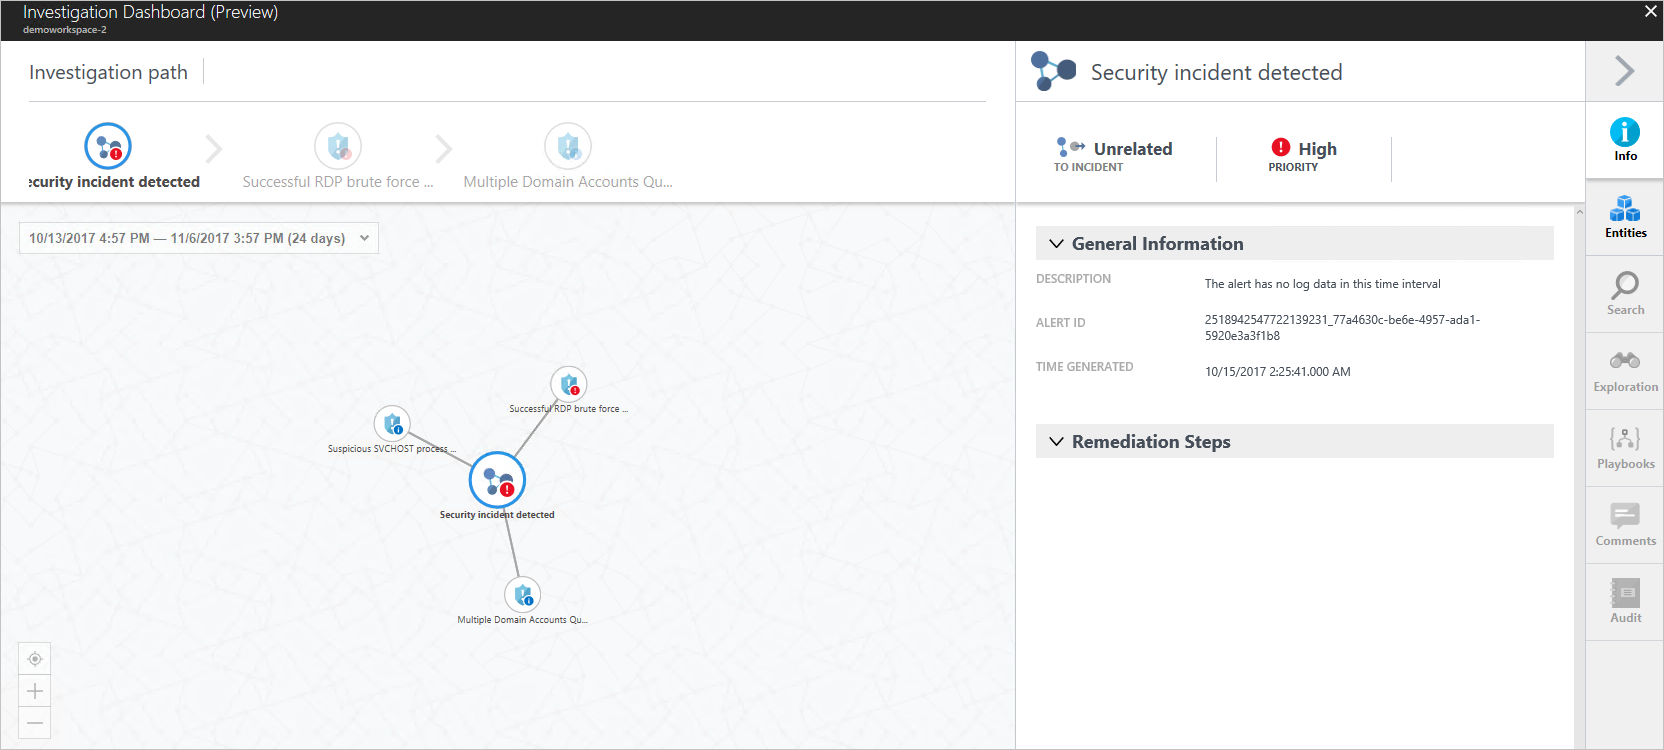 Investigation Dashboard (Preview)
demoworkspace-2
Investigation path
ecurity incident detected
Successful RDP brute force ...
Multiple Domain Accounts Qu...
10/13/2017 4:57 PM — 11/6/2017 3:57 PM (24 days)
Successful RDP brute force ...
Suspicious SVCHOST process ...
Security incident detected
Multiple Domain Accounts Qu...
Security incident detected
Unrelated
TO INCIDENT
High
PRIORITY
General Information
DESCRIPTION
The alert has no log data in this time interval
ALERT ID
2518942547722139231_77a4630c-be6e-4957-ada1-
5920e3a3f1b8
TIME GENERATED
10/15/2017 2:25:41.000 AM
Remediation Steps
Info
Entities
Search
Exploration
Playbooks
Comments
Audit